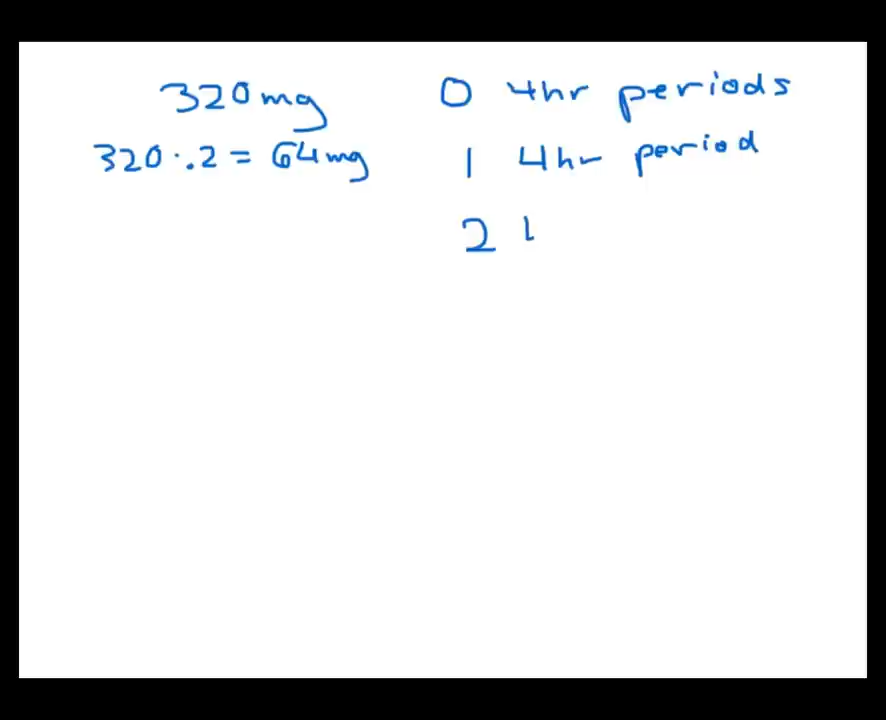 320mg 0 4hr periods
320 · .2 = 64mg 1 4hr period
2